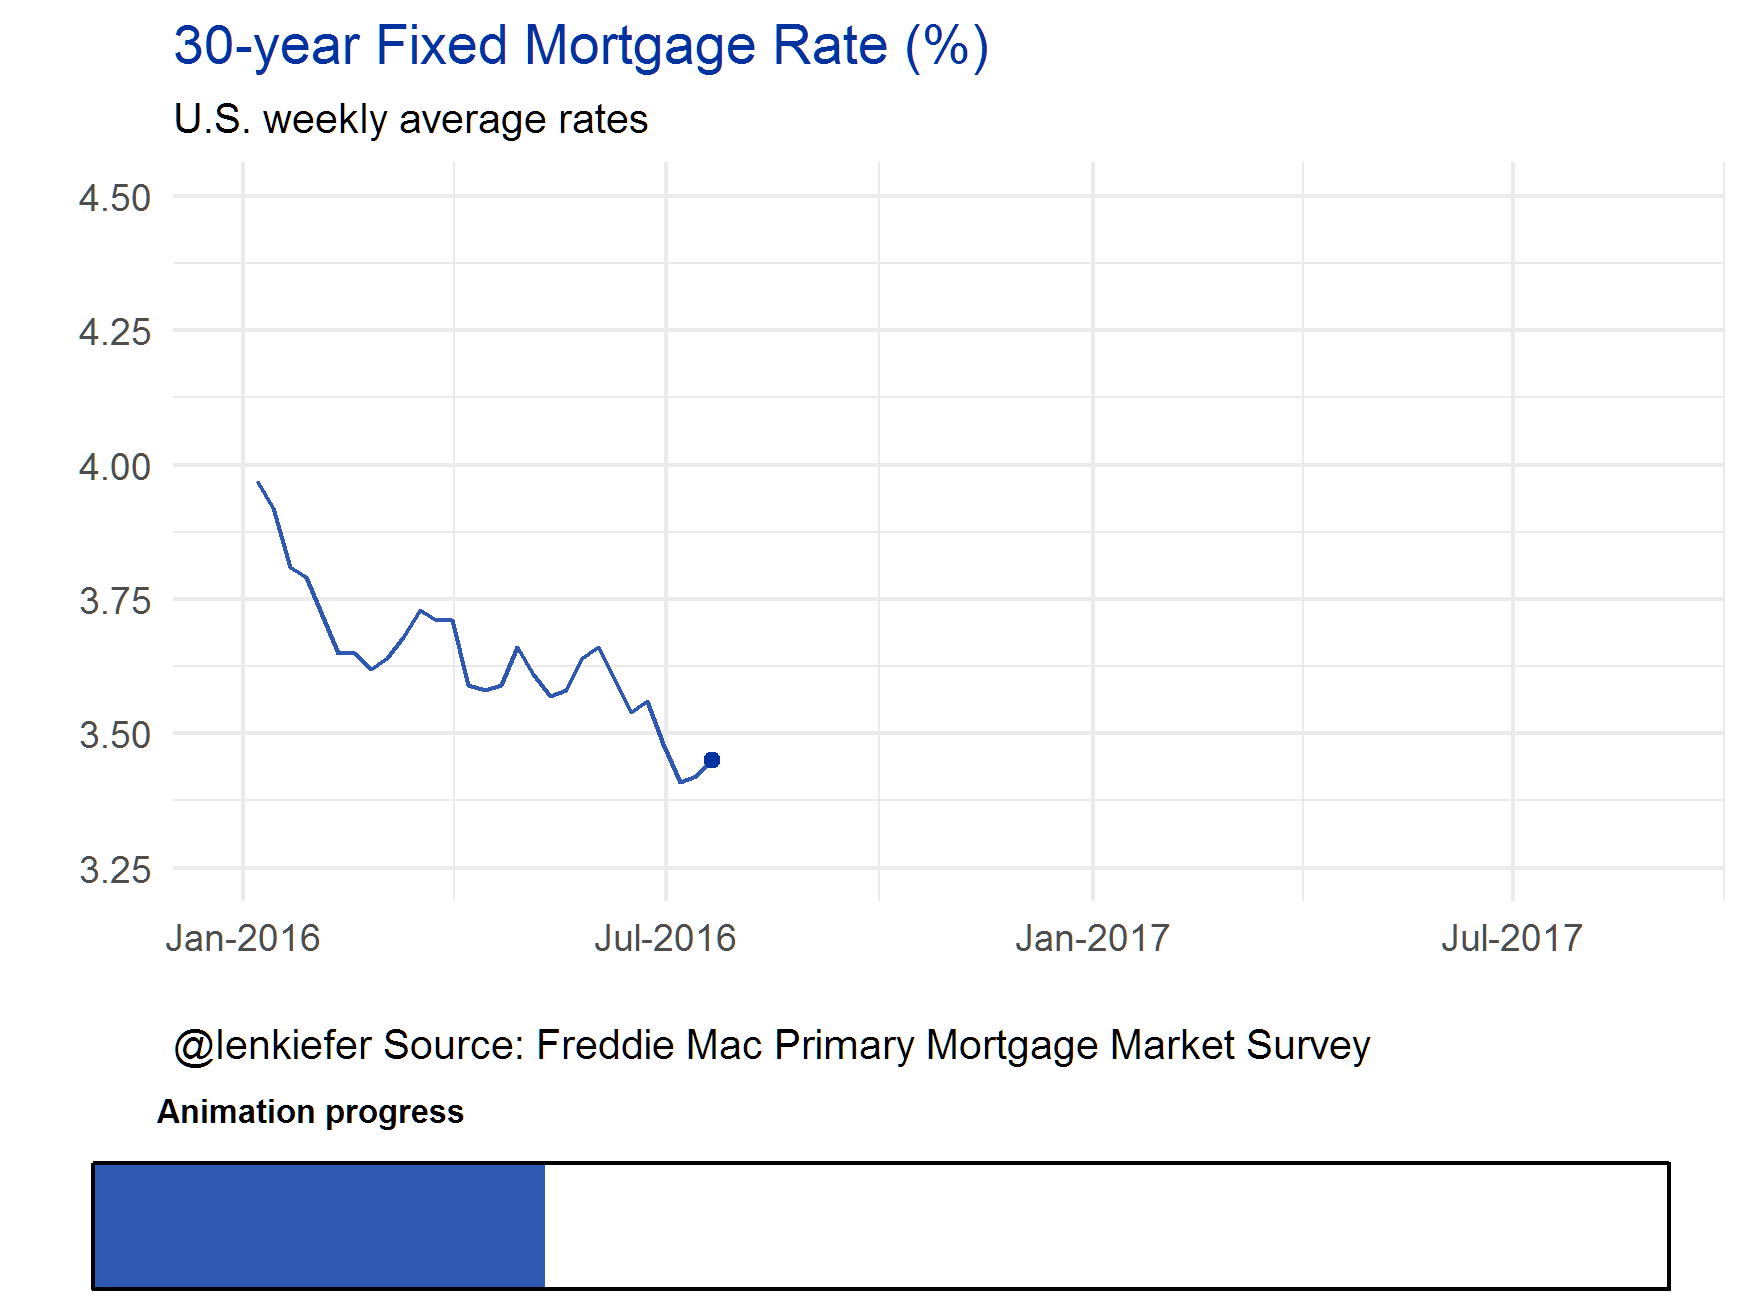 30-year Fixed Mortgage Rate (%)
U.S. weekly average rates
4.50
4.25
4.00
3.75
3.50
3.25
Jan-2016 Jul-2016 Jan-2017 Jul-2017
@lenkiefer Source: Freddie Mac Primary Mortgage Market Survey
Animation progress